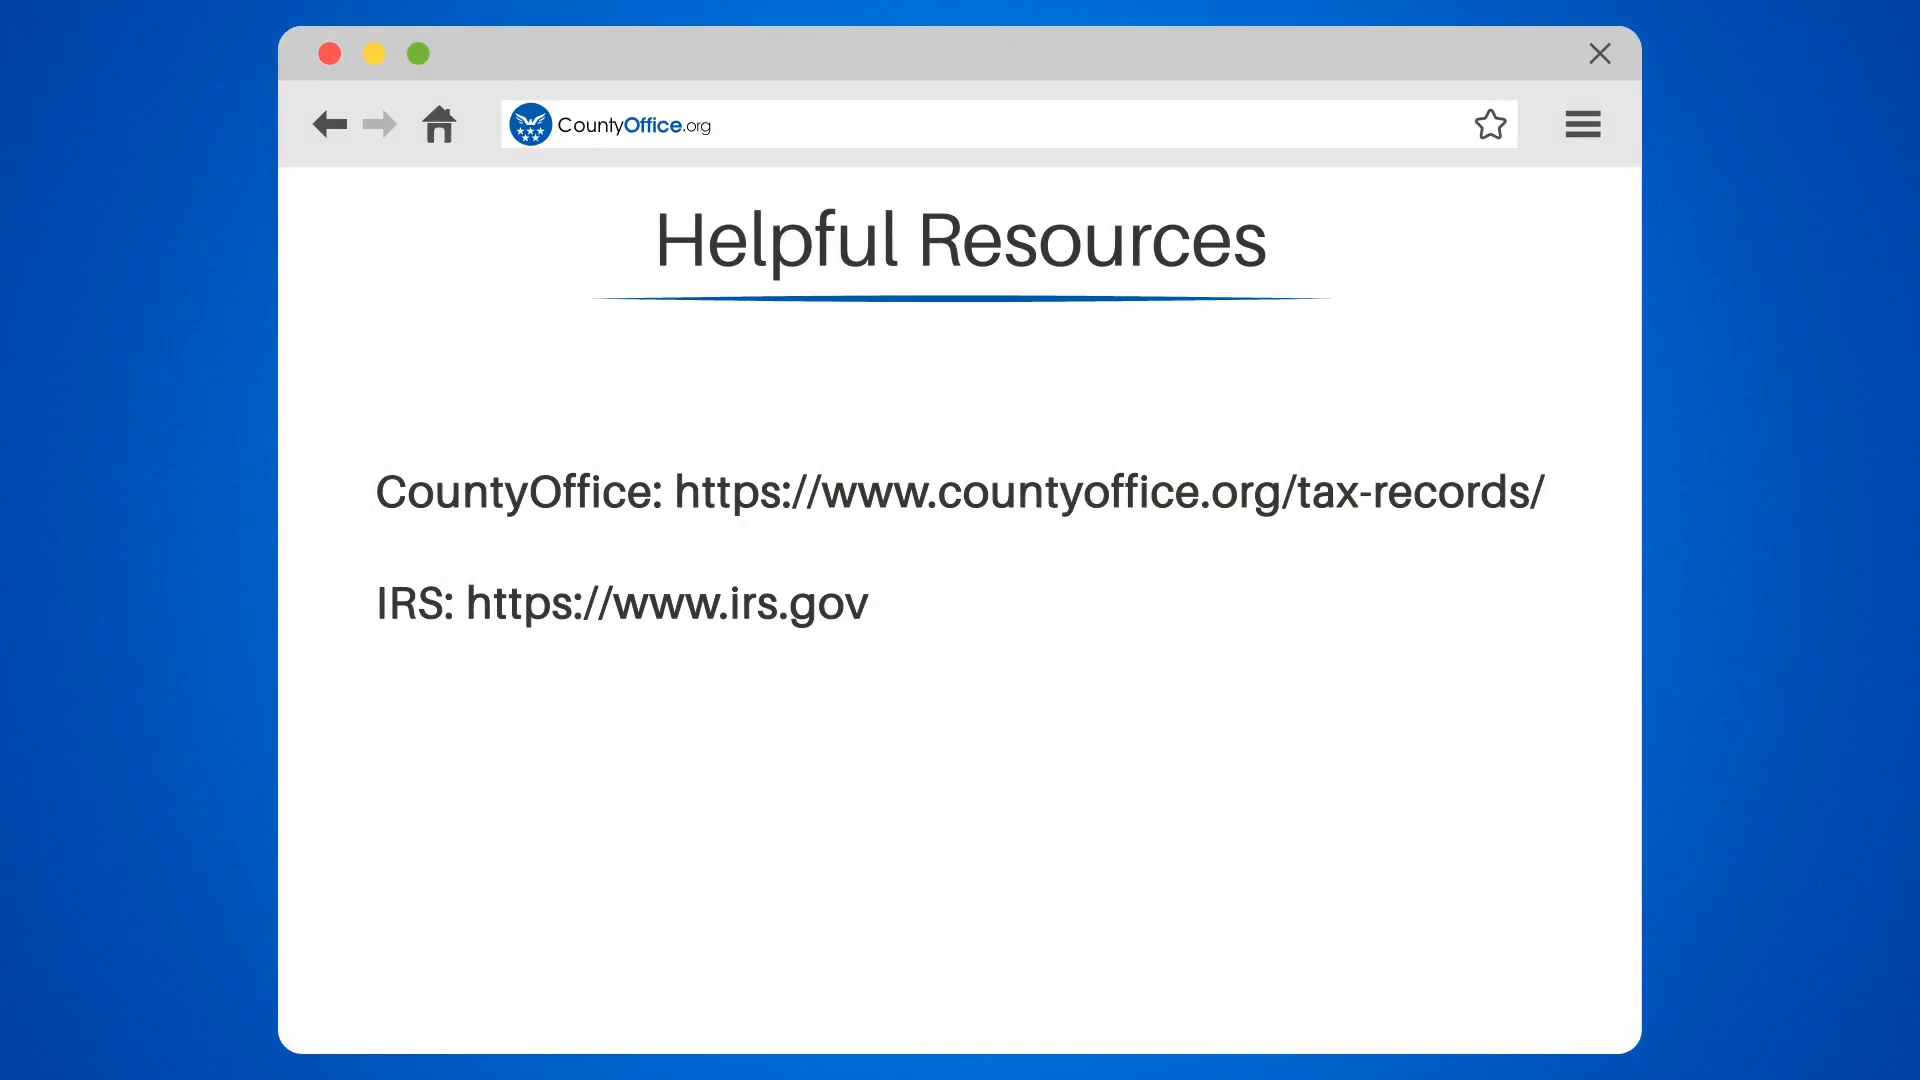 CountyOffice.org
Helpful Resources
CountyOffice: https://www.countyoffice.org/tax-records/
IRS: https://www.irs.gov